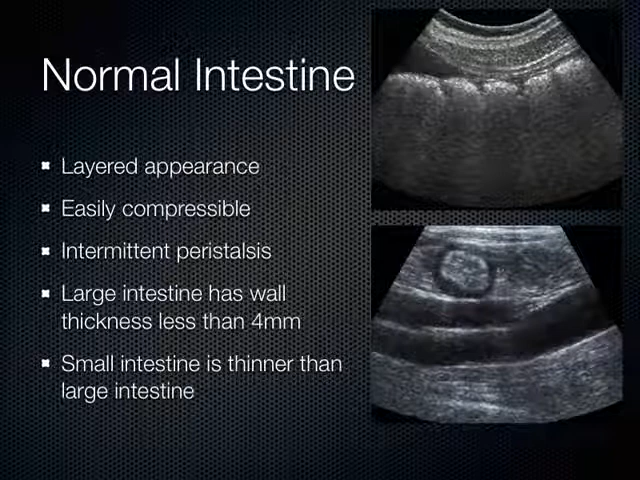 Normal Intestine
Layered appearance
Easily compressible
Intermittent peristalsis
Large intestine has wall
thickness less than 4mm
Small intestine is thinner than
large intestine